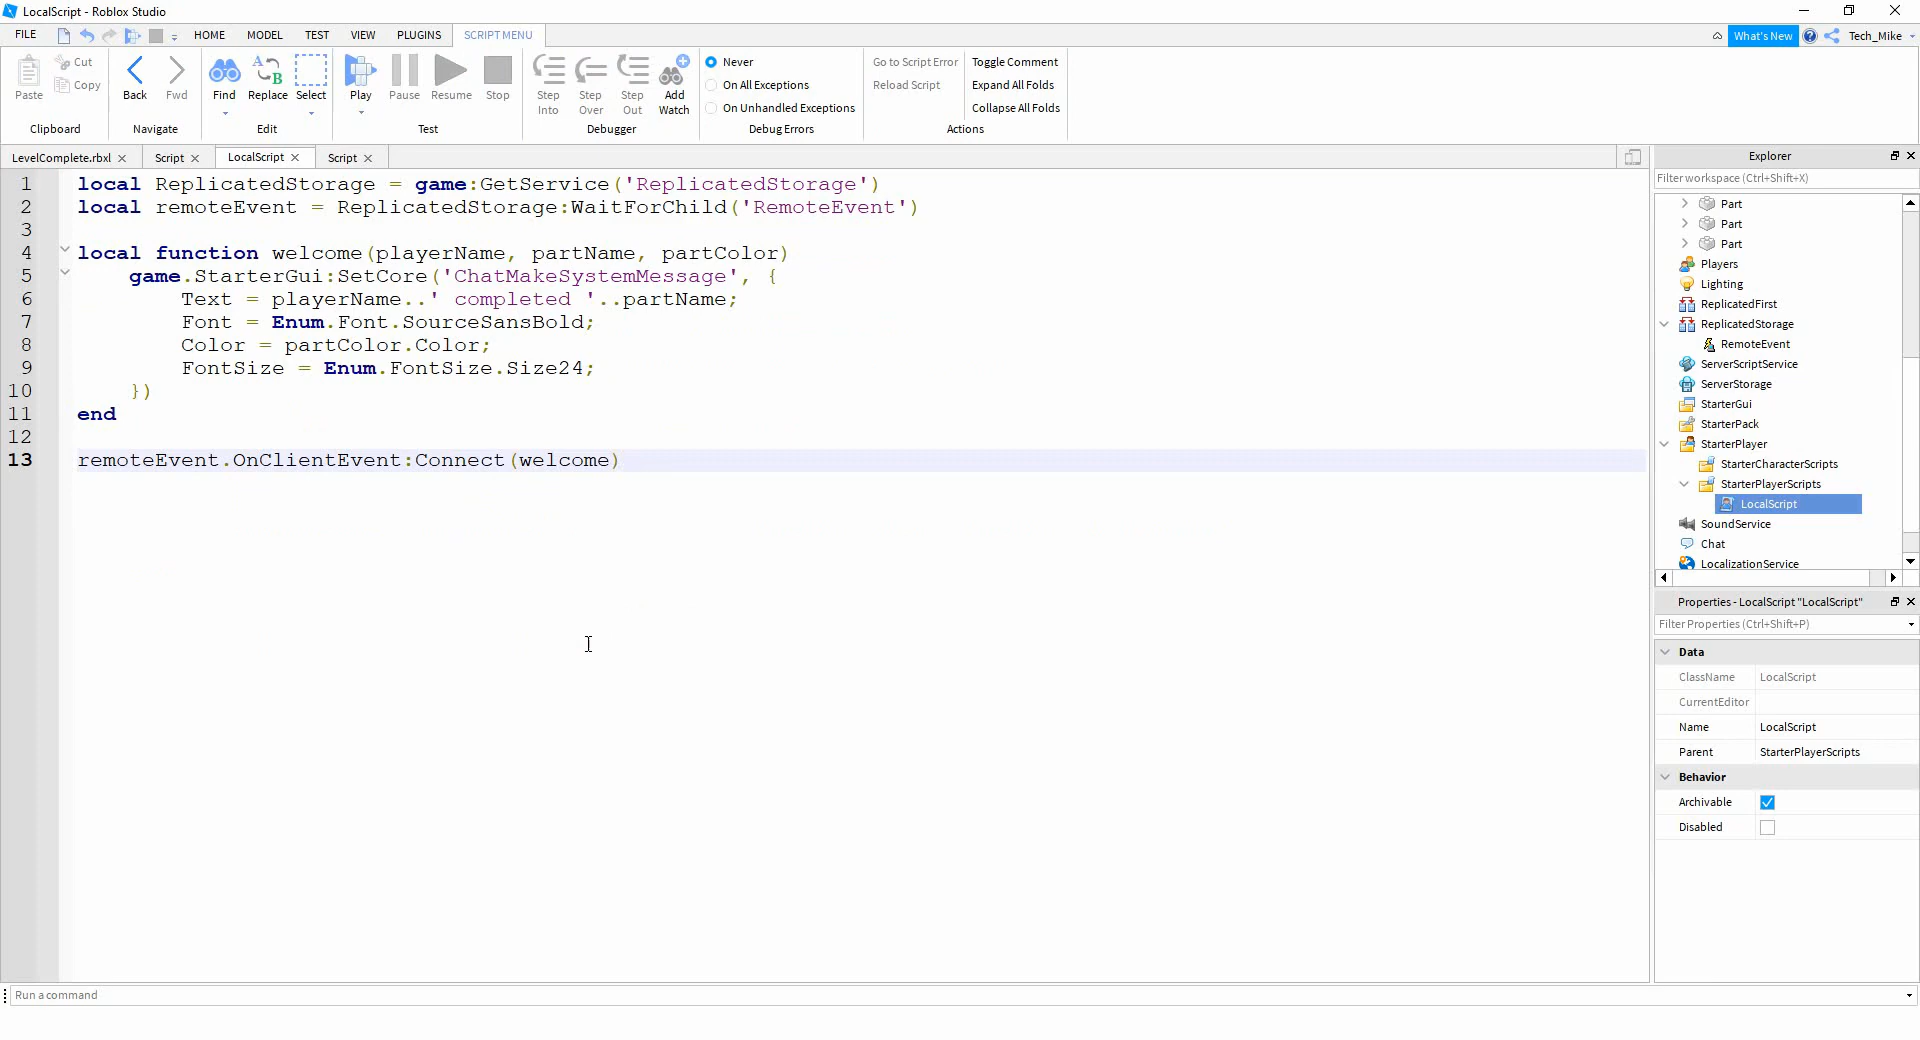 LocalScript - Roblox Studio
FILE HOME MODEL TEST VIEW PLUGINS SCRIPT MENU What's New Tech_Mike
Paste Cut Copy Back Fwd Find Replace Select Play Pause Resume Stop Step Into Step Over Step Out Add Watch
Never Go to Script Error Toggle Comment
On All Exceptions Reload Script Expand All Folds
On Unhandled Exceptions Collapse All Folds
Clipboard Navigate Edit Test Debugger Debug Errors Actions
LevelComplete.rbxl Script LocalScript Script
1 local ReplicatedStorage = game:GetService('ReplicatedStorage')
2 local remoteEvent = ReplicatedStorage:WaitForChild('RemoteEvent')
3
4 local function welcome(playerName, partName, partColor)
5 game.StarterGui:SetCore('ChatMakeSystemMessage', {
6 Text = playerName..' completed '..partName;
7 Font = Enum.Font.SourceSansBold;
8 Color = partColor.Color;
9 FontSize = Enum.FontSize.Size24;
10 })
11 end
12
13 remoteEvent.OnClientEvent:Connect(welcome)
Explorer
Filter workspace (Ctrl+Shift+X)
Part
Part
Part
Players
Lighting
ReplicatedFirst
ReplicatedStorage
RemoteEvent
ServerScriptService
ServerStorage
StarterGui
StarterPack
StarterPlayer
StarterCharacterScripts
StarterPlayerScripts
LocalScript
SoundService
Chat
LocalizationService
Properties - LocalScript "LocalScript"
Filter Properties (Ctrl+Shift+P)
Data
ClassName LocalScript
CurrentEditor
Name LocalScript
Parent StarterPlayerScripts
Behavior
Archivable
Disabled
Run a command